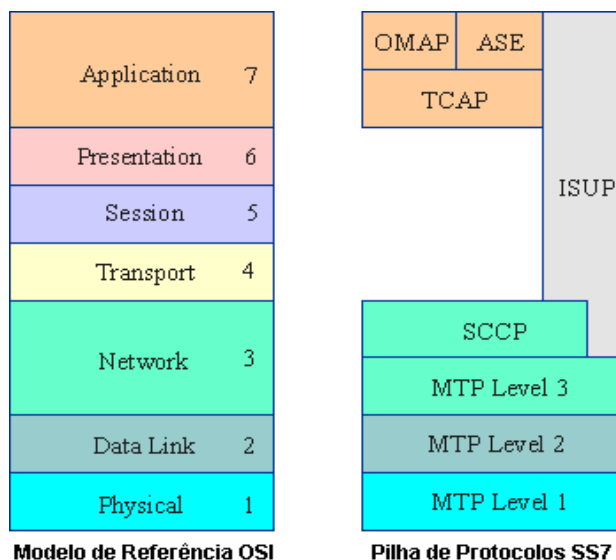 Application 7
Presentation 6
Session 5
Transport 4
Network 3
Data Link 2
Physical 1
Modelo de Referência OSI
OMAP ASE
TCAP
ISUP
SCCP
MTP Level 3
MTP Level 2
MTP Level 1
Pilha de Protocolos SS7